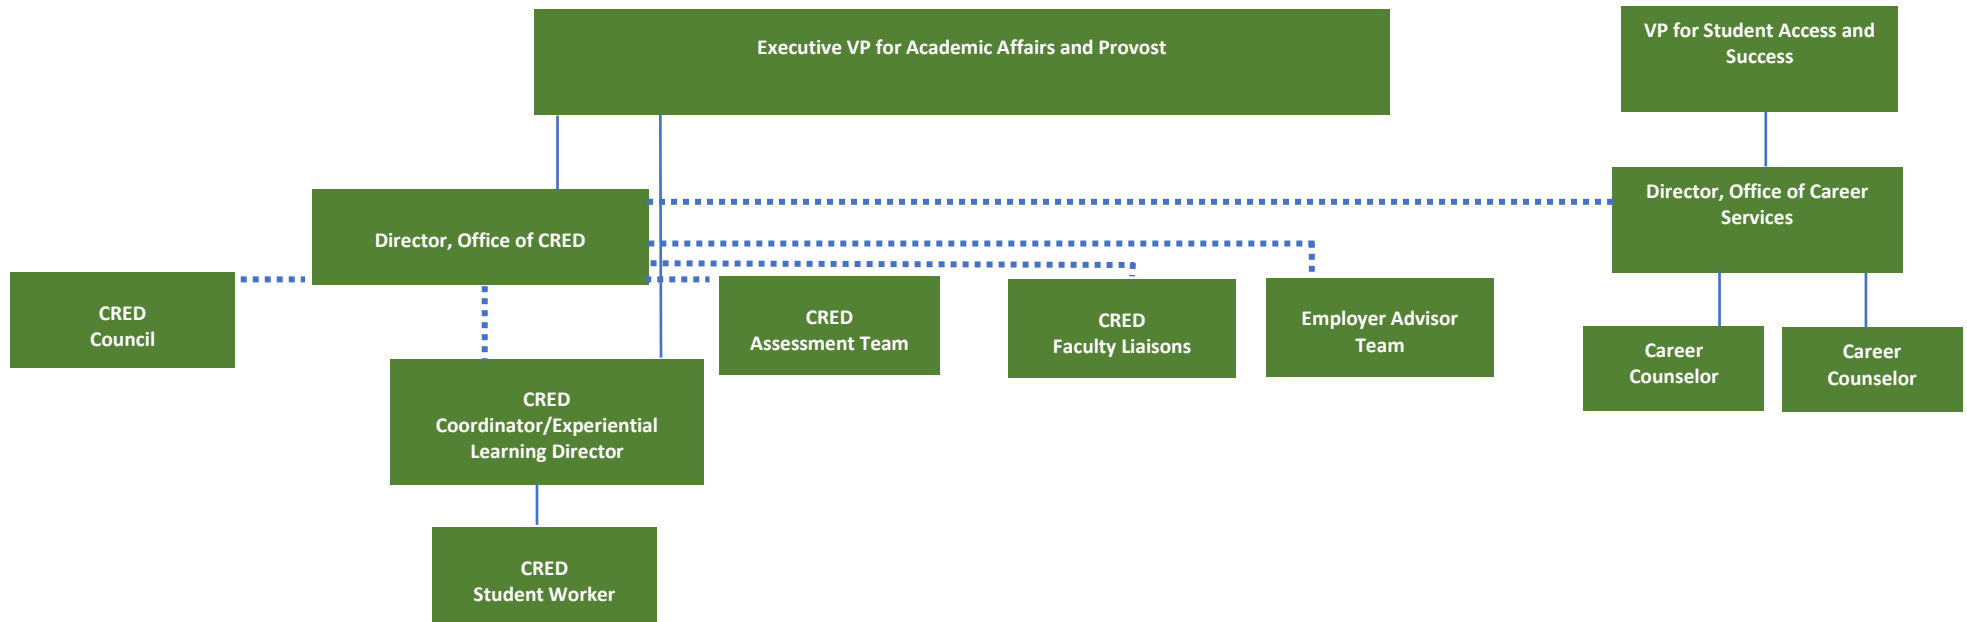 Executive VP for Academic Affairs and Provost
VP for Student Access and
Success
Director, Office of CRED
Director, Office of Career
Services
CRED
Council
CRED
Assessment Team
CRED
Faculty Liaisons
Employer Advisor
Team
Career
Counselor
Career
Counselor
CRED
Coordinator/Experiential
Learning Director
CRED
Student Worker